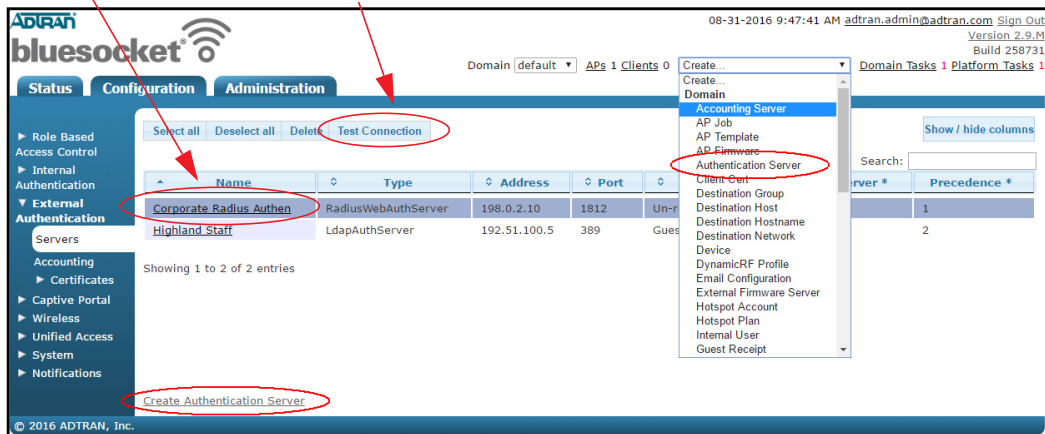 ADTRAN
bluesocket
08-31-2016 9:47:41 AM adtran.admin@adtran.com Sign Out
Version 2.9.M
Build 258731
Domain default APs 1 Clients 0 Create... Domain Tasks 1 Platform Tasks 1
Status Configuration Administration
Create...
Domain
Accounting Server
AP Job
AP Template
AP Firmware
Authentication Server
Client Cert
Destination Group
Destination Host
Destination Hostname
Destination Network
Device
DynamicRF Profile
Email Configuration
External Firmware Server
Hotspot Account
Hotspot Plan
Internal User
Guest Receipt
Role Based
Access Control
Internal
Authentication
External
Authentication
Servers
Accounting
Certificates
Captive Portal
Wireless
Unified Access
System
Notifications
Select all Deselect all Delete Test Connection
Show / hide columns
Search:
Name Type Address Port Precedence *
Corporate Radius Authen RadiusWebAuthServer 198.0.2.10 1812 Un-r 1
Highland Staff LdapAuthServer 192.51.100.5 389 Gues 2
Showing 1 to 2 of 2 entries
Create Authentication Server
© 2016 ADTRAN, Inc.